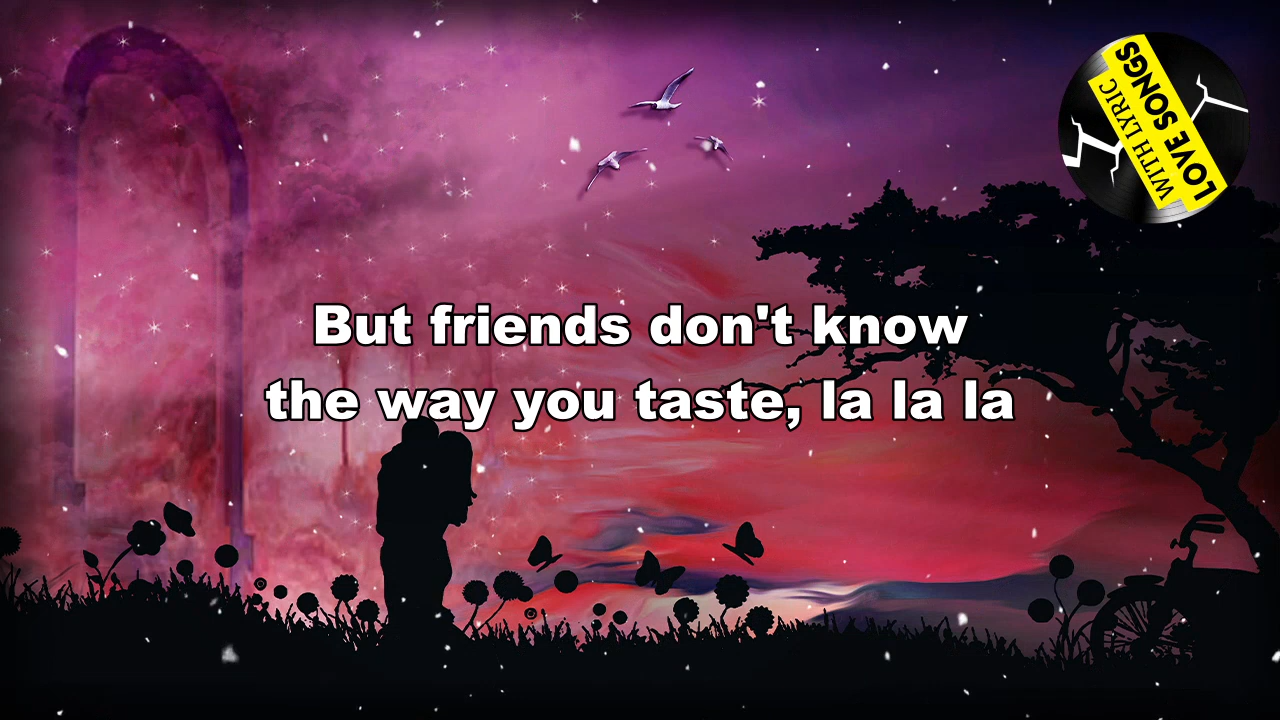 WITH LYRIC
LOVE SONGS
But friends don't know
the way you taste, la la la